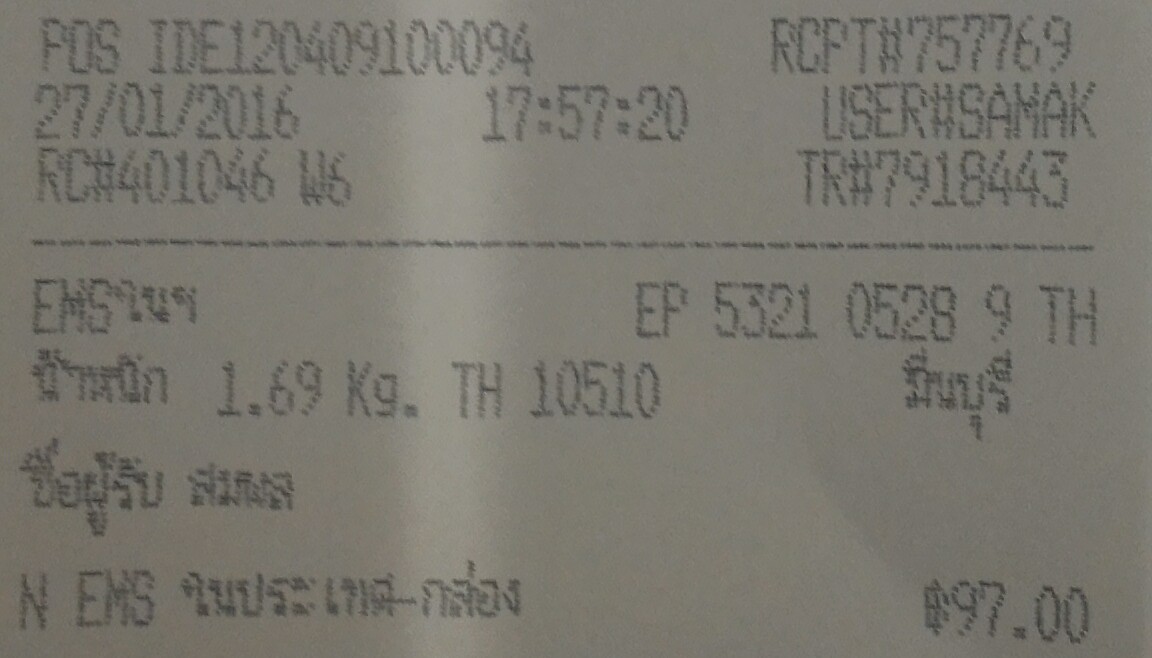 POS IDE120409100094 RCPT#757769
27/01/2016 17:57:20 USER#SAMAK
RC#401046 W6 TR#7918443
EMSในฯ EP 5321 0528 9 TH
น้ำหนัก 1.69 Kg. TH 10510 มีนบุรี
ชื่อผู้รับ สมผล
N EMS ในประเทศ-กล่อง ฿97.00